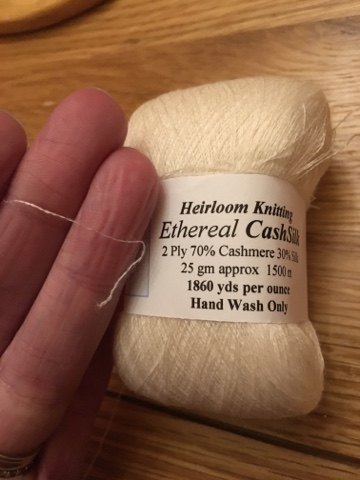 Heirloom Knitting
Ethereal CashSilk
2 Ply 70% Cashmere 30% Silk
25 gm approx 1500 m
1860 yds per ounce
Hand Wash Only